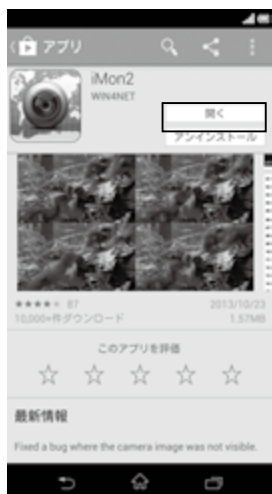 アプリ
iMon2
WIN4NET
開く
アンインストール
★★★★★ 87
2013/10/23
10,000+件ダウンロード
1.57MB
このアプリを評価
最新情報
Fixed a bug where the camera image was not visible.